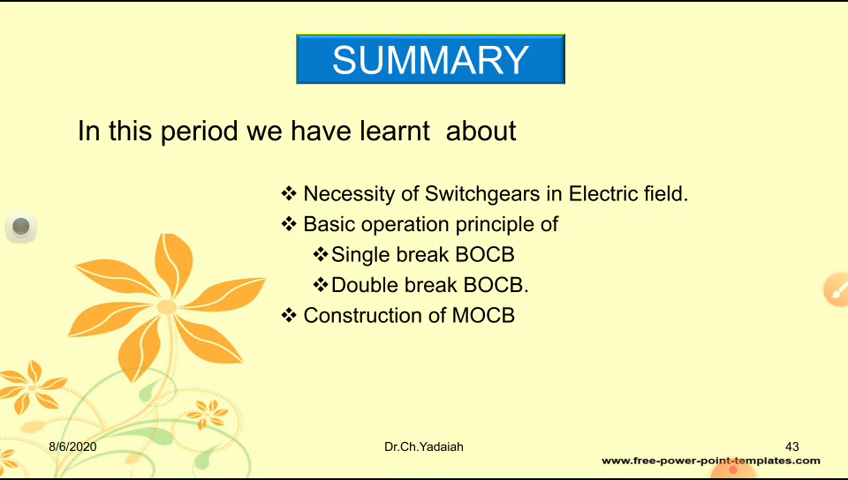 SUMMARY
In this period we have learnt about
❖ Necessity of Switchgears in Electric field.
❖ Basic operation principle of
❖Single break BOCB
❖Double break BOCB.
❖ Construction of MOCB
8/6/2020
Dr.Ch.Yadaiah
43
www.free-power-point-templates.com